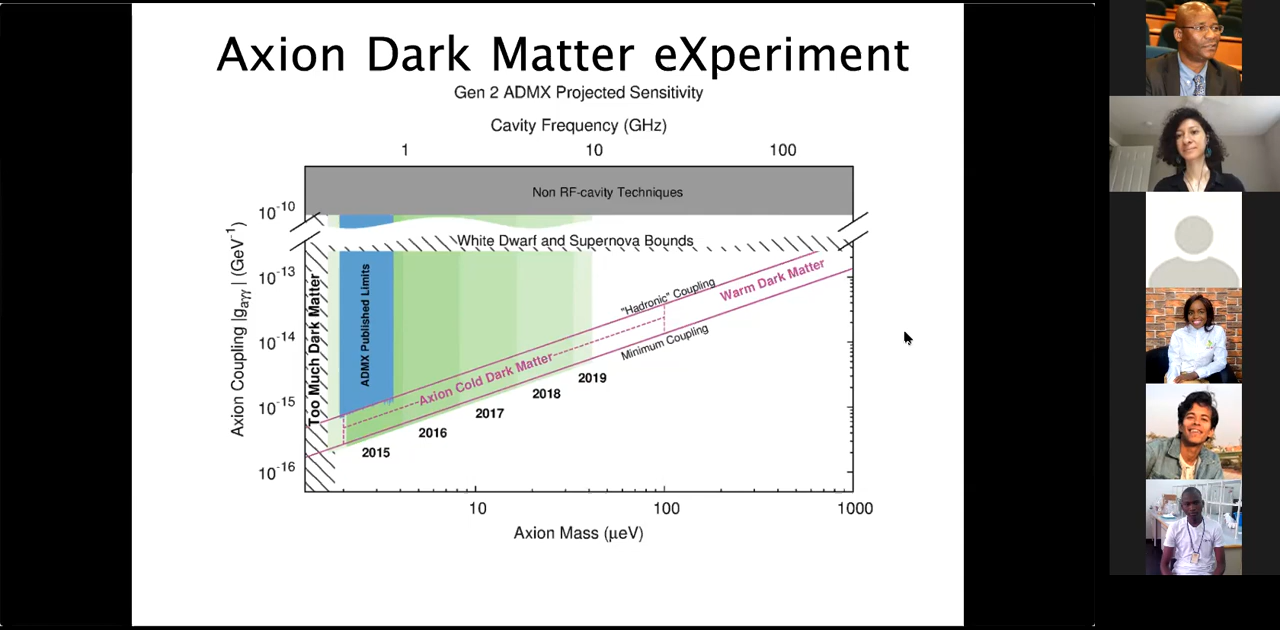 Axion Dark Matter eXperiment
Gen 2 ADMX Projected Sensitivity
Cavity Frequency (GHz)
1 10 100
Non RF-cavity Techniques
10⁻¹⁰
White Dwarf and Supernova Bounds
10⁻¹³
10⁻¹⁴
10⁻¹⁵
10⁻¹⁶
Axion Coupling |gₐγγ| (GeV⁻¹)
Too Much Dark Matter
ADMX Published Limits
"Hadronic" Coupling
Warm Dark Matter
Minimum Coupling
Axion Cold Dark Matter
2019
2018
2017
2016
2015
10 100 1000
Axion Mass (μeV)